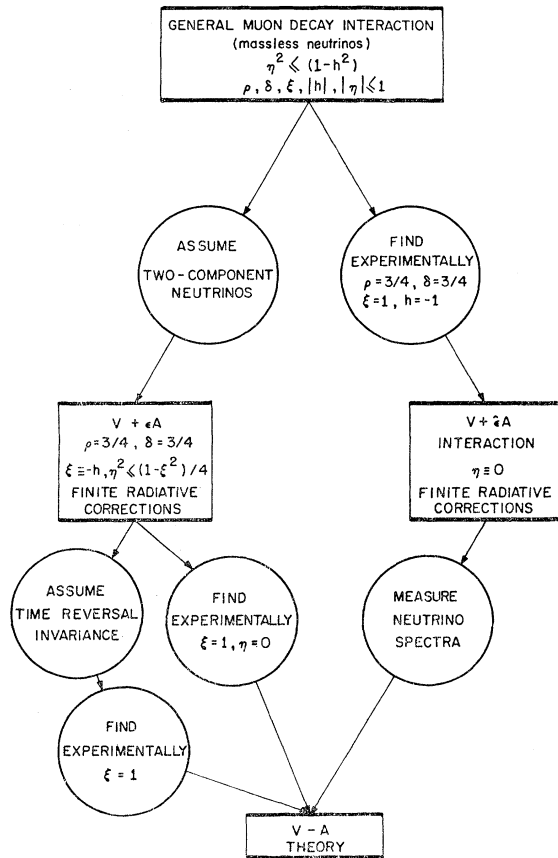 GENERAL MUON DECAY INTERACTION
(massless neutrinos)
η² ≤ (1-h²)
ρ, δ, ξ, |h|, |η| ≤ 1
ASSUME
TWO-COMPONENT
NEUTRINOS
FIND
EXPERIMENTALLY
ρ = 3/4, δ = 3/4
ξ = 1, h = -1
V + ϵA
ρ = 3/4, δ = 3/4
ξ ≡ -h, η² ≤ (1-ξ²)/4
FINITE RADIATIVE
CORRECTIONS
V + ε̂A
INTERACTION
η ≡ 0
FINITE RADIATIVE
CORRECTIONS
ASSUME
TIME REVERSAL
INVARIANCE
FIND
EXPERIMENTALLY
ξ = 1, η = 0
MEASURE
NEUTRINO
SPECTRA
FIND
EXPERIMENTALLY
ξ = 1
V - A
THEORY